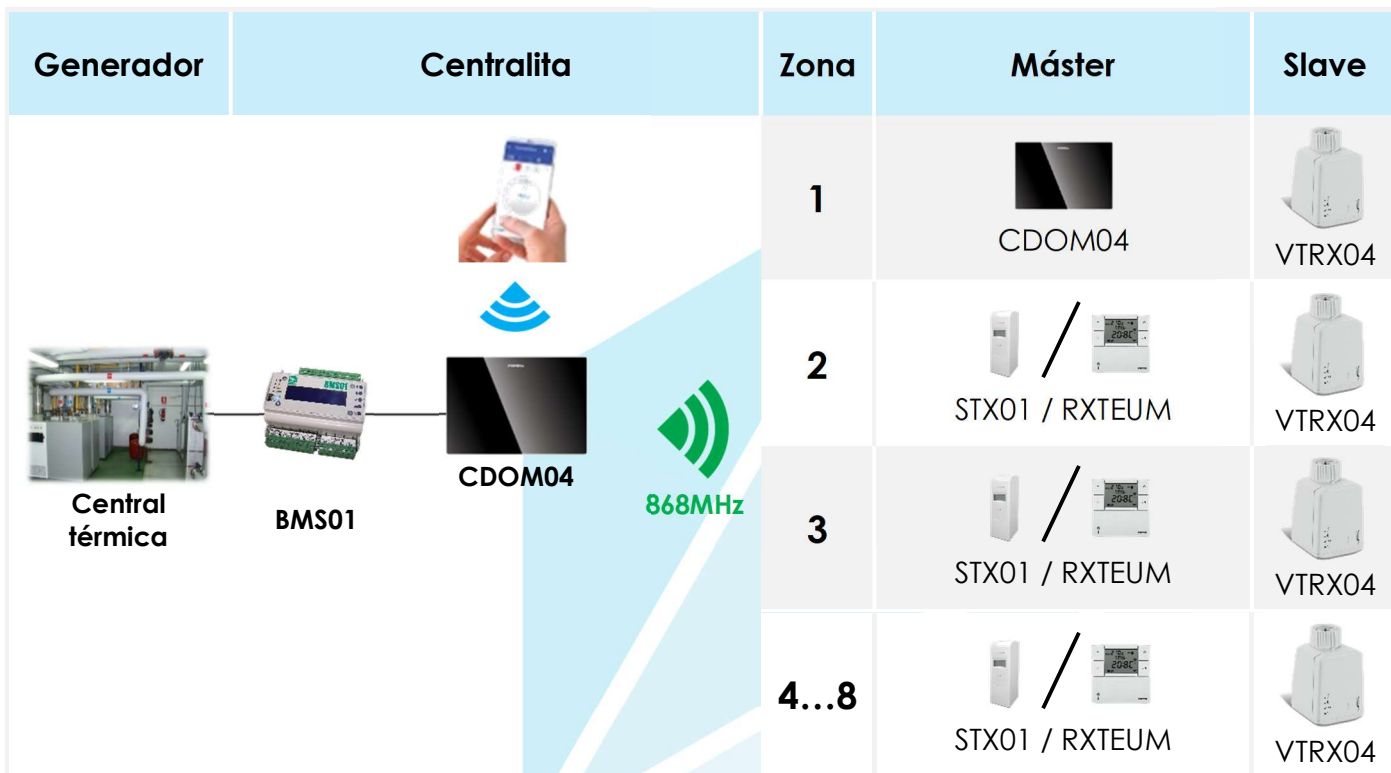 Generador
Centralita
Zona
Máster
Slave
Central
térmica
BMS01
BMS01
CDOM04
868MHz
1
CDOM04
VTRX04
2
STX01 / RXTEUM
VTRX04
3
STX01 / RXTEUM
VTRX04
4...8
STX01 / RXTEUM
VTRX04